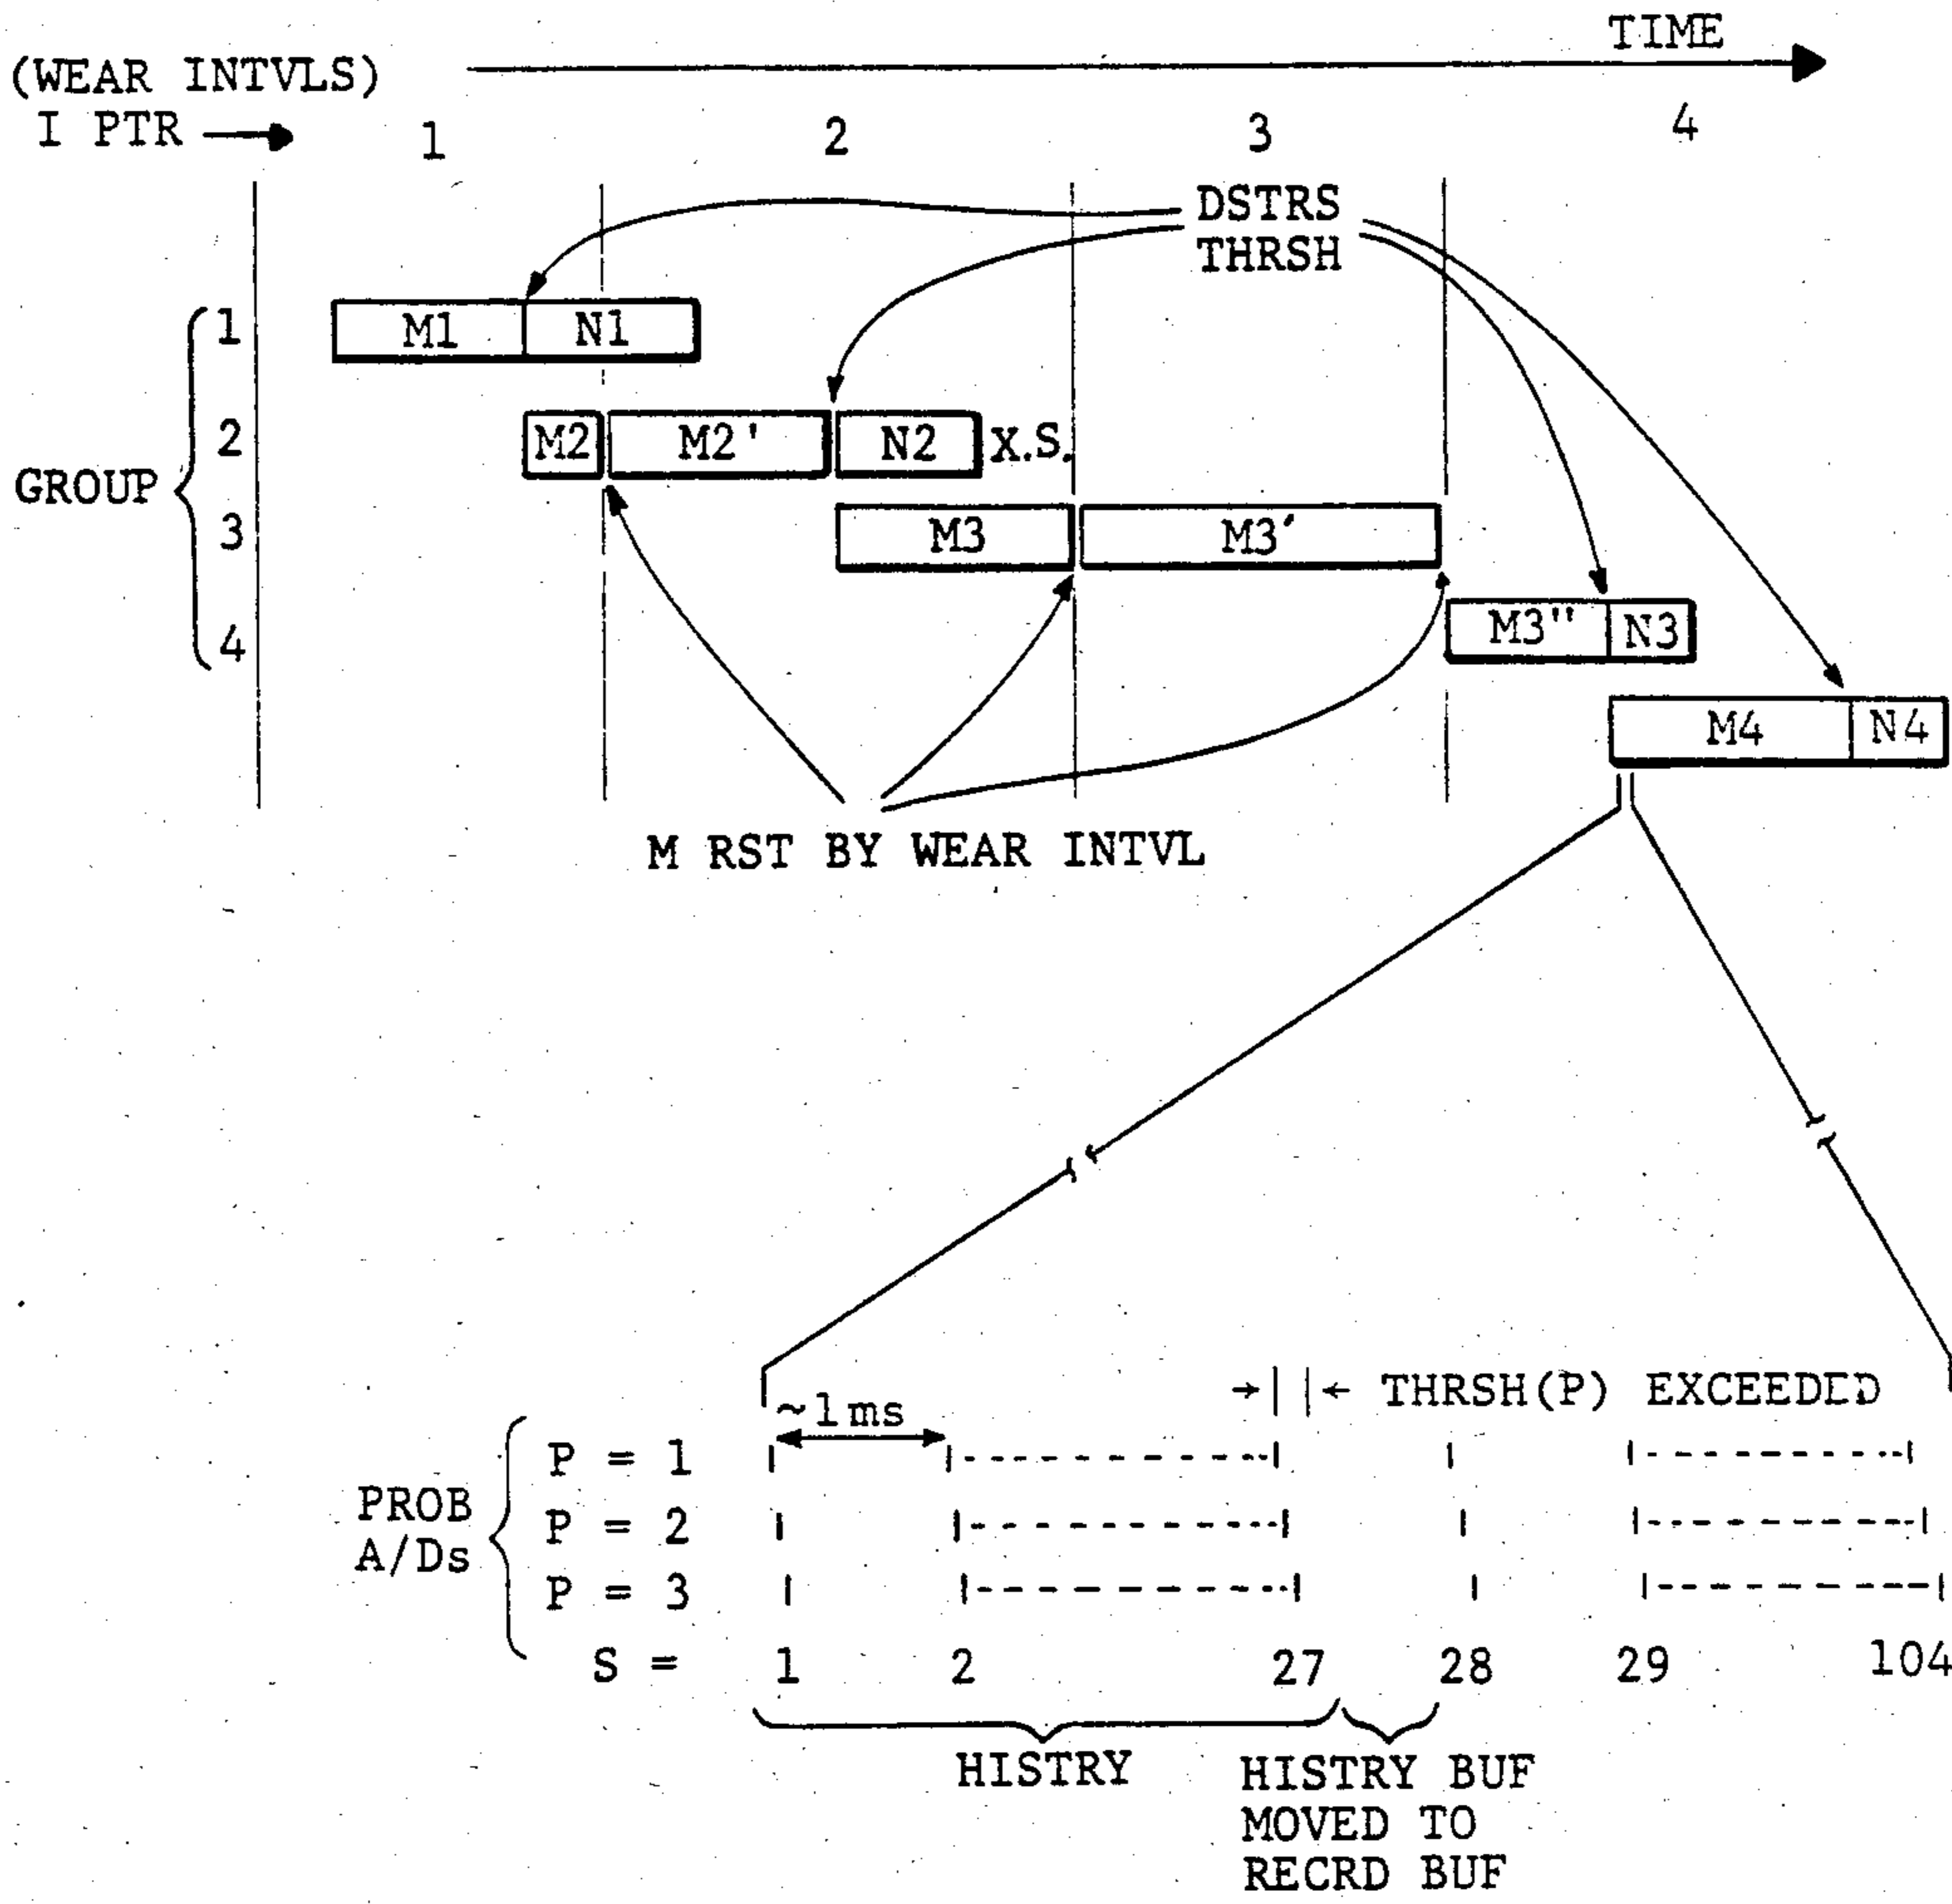 TIME
(WEAR INTVLS)
I PTR
1 2 3 4
DSTRS
THRSH
1 M1 N1
2 M2 M2' N2 X.S.
GROUP
3 M3 M3'
4 M3" N3
M4 N4
M RST BY WEAR INTVL
THRSH(P) EXCEEDED
~1ms
P = 1
PROB
A/Ds
P = 2
P = 3
S = 1 2 27 28 29 104
HISTRY
HISTRY BUF
MOVED TO
RECRD BUF